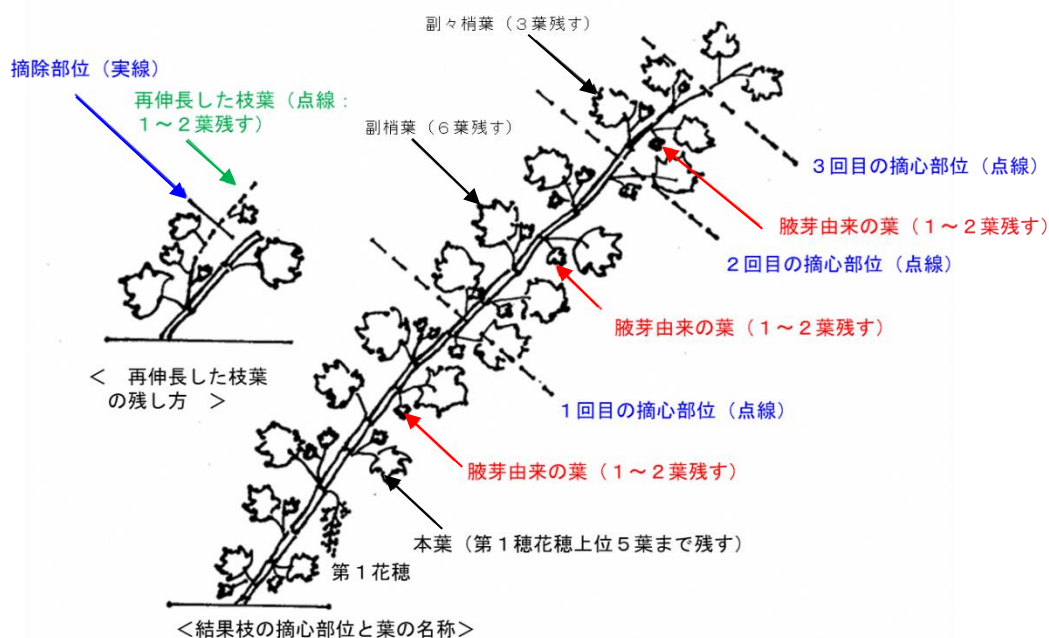 副々梢葉（３葉残す）
摘除部位（実線）
再伸長した枝葉（点線：
１～２葉残す）
副梢葉（６葉残す）
３回目の摘心部位（点線）
腋芽由来の葉（１～２葉残す）
２回目の摘心部位（点線）
腋芽由来の葉（１～２葉残す）
＜　再伸長した枝葉
の残し方　＞
１回目の摘心部位（点線）
腋芽由来の葉（１～２葉残す）
本葉（第１穂花穂上位５葉まで残す）
第１花穂
＜結果枝の摘心部位と葉の名称＞